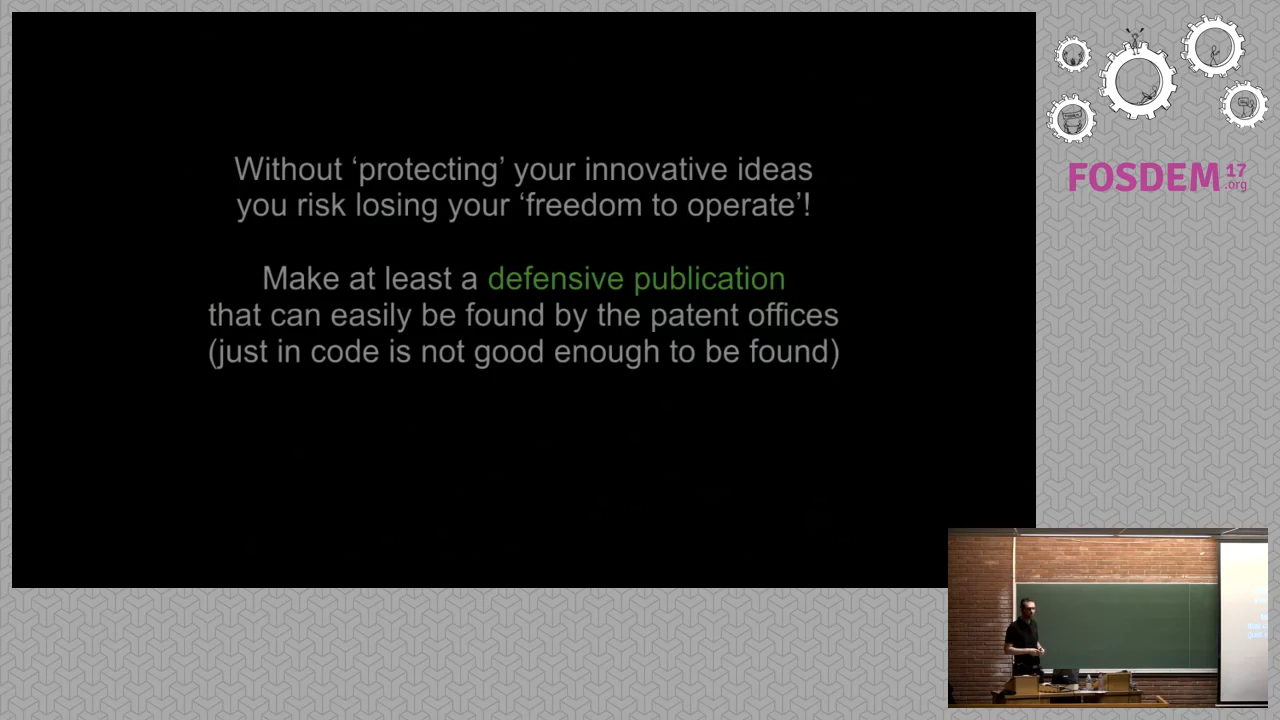 Without ‘protecting’ your innovative ideas
you risk losing your ‘freedom to operate’!
Make at least a defensive publication
that can easily be found by the patent offices
(just in code is not good enough to be found)
FOSDEM 17
.org